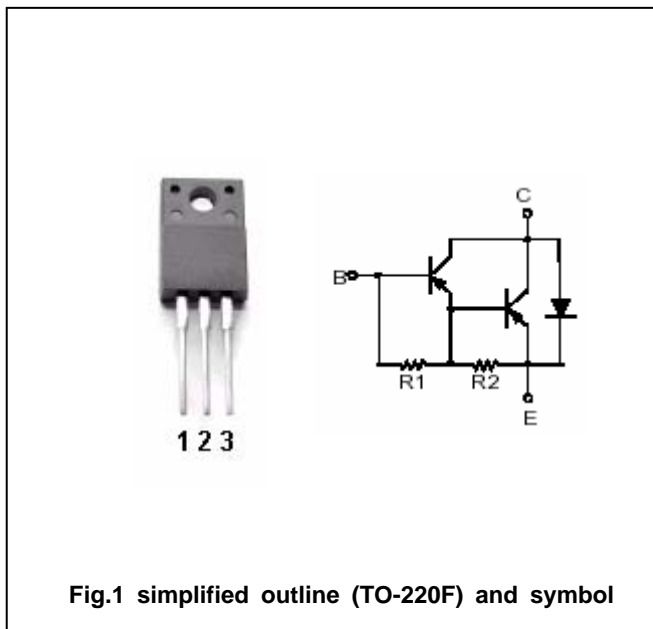 C
B
R1 R2
E
1 2 3
Fig.1 simplified outline (TO-220F) and symbol